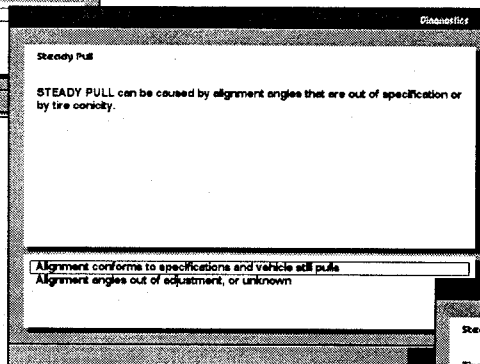 Diagnostics
Steady Pull
STEADY PULL can be caused by alignment angles that are out of specification or
by tire conicity.
Alignment conforms to specifications and vehicle still pulls
Alignment angles out of adjustment, or unknown